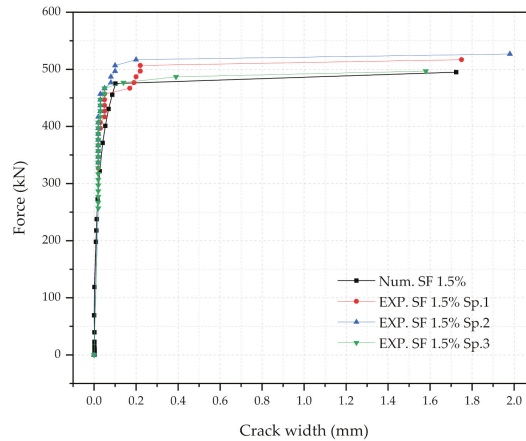 600
500
400
300
200
100
0
Force (kN)
Num. SF 1.5%
EXP. SF 1.5% Sp.1
EXP. SF 1.5% Sp.2
EXP. SF 1.5% Sp.3
0.0 0.2 0.4 0.6 0.8 1.0 1.2 1.4 1.6 1.8 2.0
Crack width (mm)